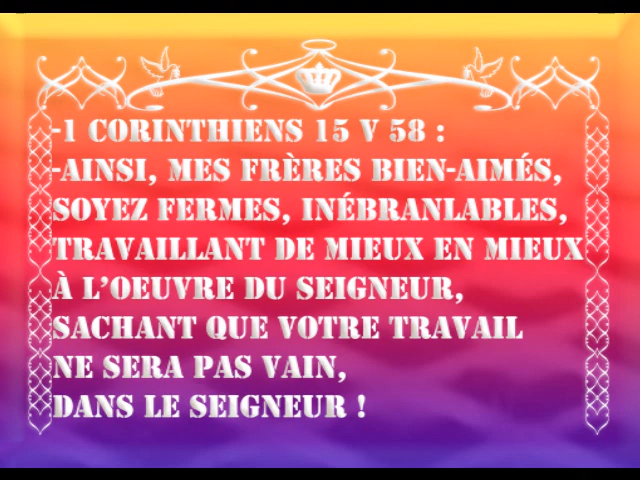 -1 CORINTHIENS 15 V 58 :
-AINSI, MES FRÈRES BIEN-AIMÉS,
SOYEZ FERMES, INÉBRANLABLES,
TRAVAILLANT DE MIEUX EN MIEUX
À L'OEUVRE DU SEIGNEUR,
SACHANT QUE VOTRE TRAVAIL
NE SERA PAS VAIN,
DANS LE SEIGNEUR !